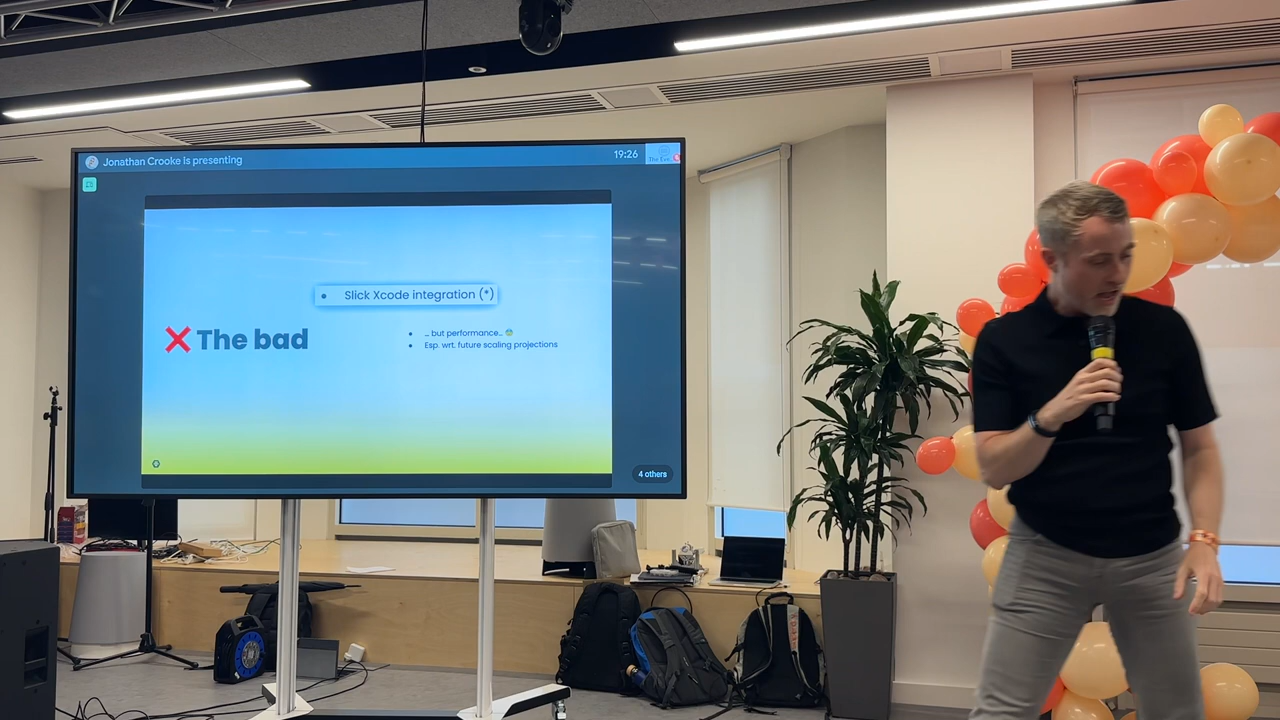 Jonathan Crooke is presenting
19:26
❌ The bad
• Slick Xcode integration (*)
• … but performance… 😰
• Esp. wrt. future scaling projections
4 others